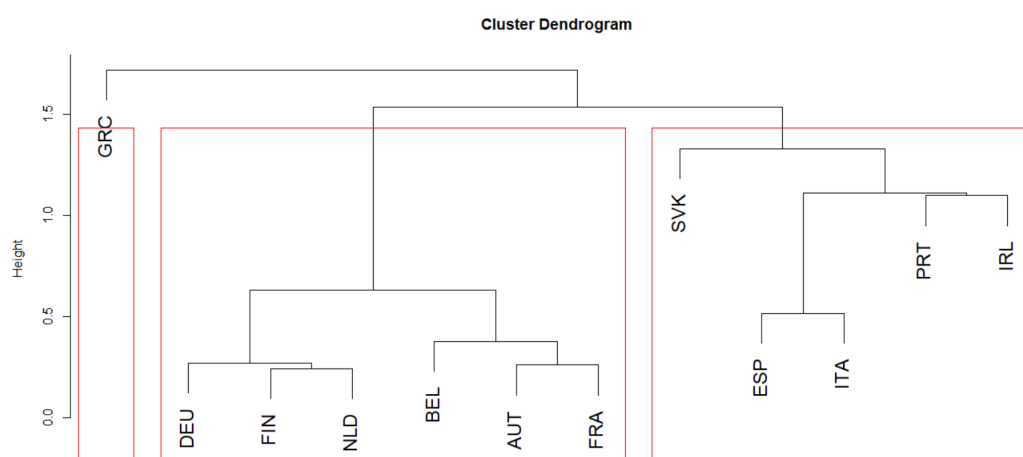 Cluster Dendrogram
Height
1.5
1.0
0.5
0.0
GRC
DEU
FIN
NLD
BEL
AUT
FRA
SVK
ESP
ITA
PRT
IRL